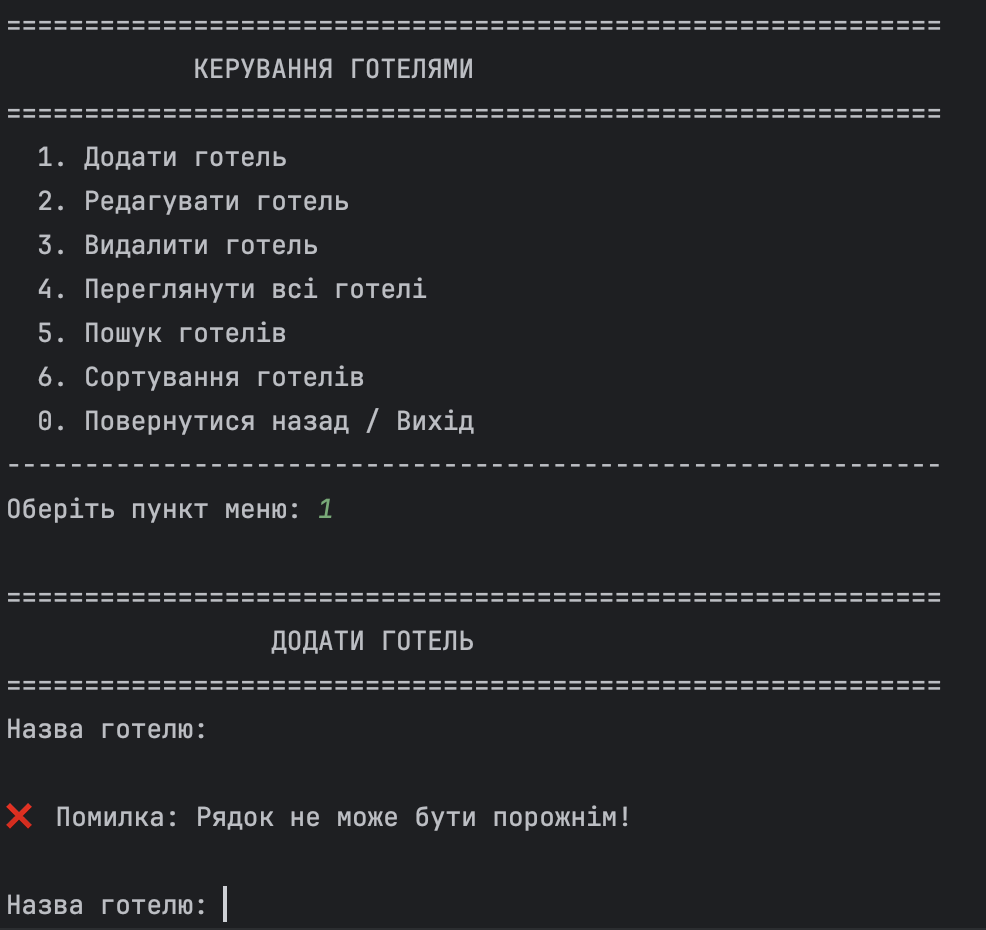 ============================================================
            КЕРУВАННЯ ГОТЕЛЯМИ
============================================================
  1. Додати готель
  2. Редагувати готель
  3. Видалити готель
  4. Переглянути всі готелі
  5. Пошук готелів
  6. Сортування готелів
  0. Повернутися назад / Вихід
------------------------------------------------------------
Оберіть пункт меню: 1
============================================================
                 ДОДАТИ ГОТЕЛЬ
============================================================
Назва готелю:
❌ Помилка: Рядок не може бути порожнім!
Назва готелю: